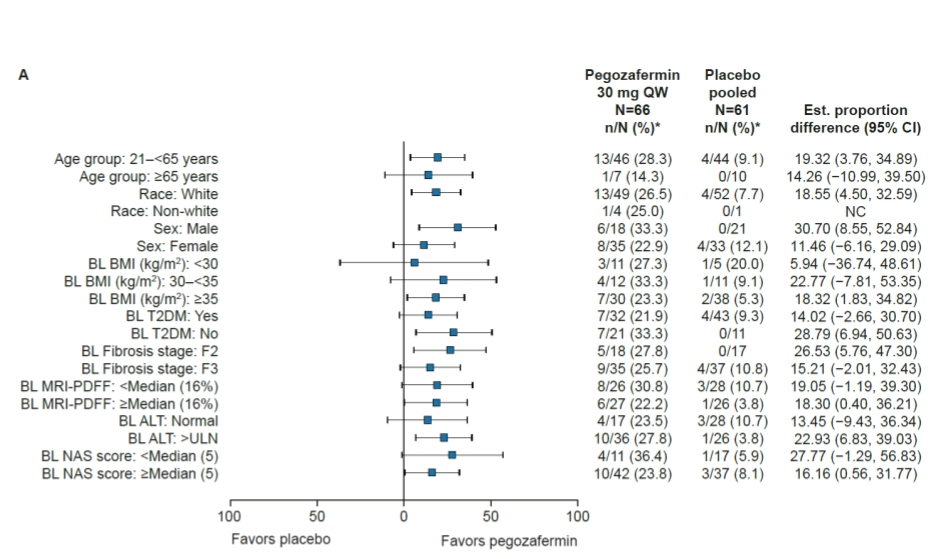 A
Pegozafermin 30 mg QW N=66 n/N (%)* Placebo pooled N=61 n/N (%)* Est. proportion difference (95% CI)
Age group: 21–<65 years 13/46 (28.3) 4/44 (9.1) 19.32 (3.76, 34.89)
Age group: ≥65 years 1/7 (14.3) 0/10 14.26 (−10.99, 39.50)
Race: White 13/49 (26.5) 4/52 (7.7) 18.55 (4.50, 32.59)
Race: Non-white 1/4 (25.0) 0/1 NC
Sex: Male 6/18 (33.3) 0/21 30.70 (8.55, 52.84)
Sex: Female 8/35 (22.9) 4/33 (12.1) 11.46 (−6.16, 29.09)
BL BMI (kg/m²): <30 3/11 (27.3) 1/5 (20.0) 5.94 (−36.74, 48.61)
BL BMI (kg/m²): 30–<35 4/12 (33.3) 1/11 (9.1) 22.77 (−7.81, 53.35)
BL BMI (kg/m²): ≥35 7/30 (23.3) 2/38 (5.3) 18.32 (1.83, 34.82)
BL T2DM: Yes 7/32 (21.9) 4/43 (9.3) 14.02 (−2.66, 30.70)
BL T2DM: No 7/21 (33.3) 0/11 28.79 (6.94, 50.63)
BL Fibrosis stage: F2 5/18 (27.8) 0/17 26.53 (5.76, 47.30)
BL Fibrosis stage: F3 9/35 (25.7) 4/37 (10.8) 15.21 (−2.01, 32.43)
BL MRI-PDFF: <Median (16%) 8/26 (30.8) 3/28 (10.7) 19.05 (−1.19, 39.30)
BL MRI-PDFF: ≥Median (16%) 6/27 (22.2) 1/26 (3.8) 18.30 (0.40, 36.21)
BL ALT: Normal 4/17 (23.5) 3/28 (10.7) 13.45 (−9.43, 36.34)
BL ALT: >ULN 10/36 (27.8) 1/26 (3.8) 22.93 (6.83, 39.03)
BL NAS score: <Median (5) 4/11 (36.4) 1/17 (5.9) 27.77 (−1.29, 56.83)
BL NAS score: ≥Median (5) 10/42 (23.8) 3/37 (8.1) 16.16 (0.56, 31.77)
100 50 0 50 100
Favors placebo Favors pegozafermin